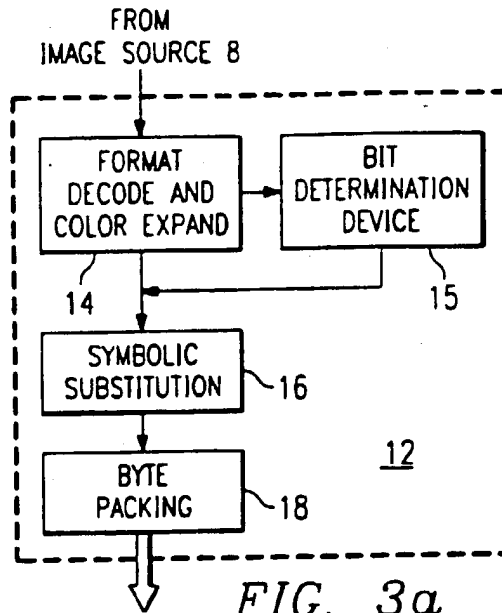 FROM
IMAGE SOURCE 8
FORMAT
DECODE AND
COLOR EXPAND
BIT
DETERMINATION
DEVICE
14
15
SYMBOLIC
SUBSTITUTION
16
BYTE
PACKING
18
12
FIG. 3a